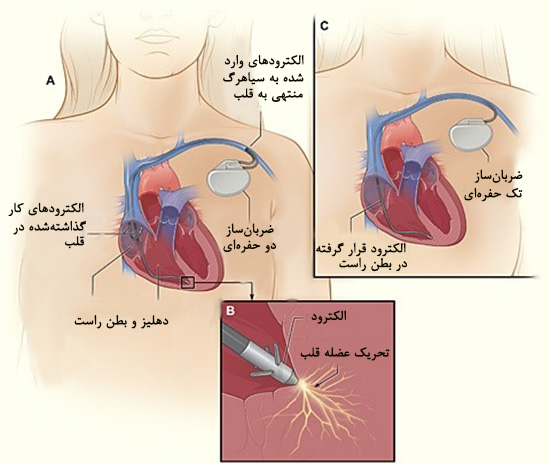 A
الکترودهای وارد
شده به سیاهرگ
منتهی به قلب
الکترودهای کار
گذاشته‌شده در
قلب
ضربان‌ساز
دو حفره‌ای
دهلیز و بطن راست
B
الکترود
تحریک عضله قلب
C
ضربان‌ساز
تک حفره‌ای
الکترود قرار گرفته
در بطن راست